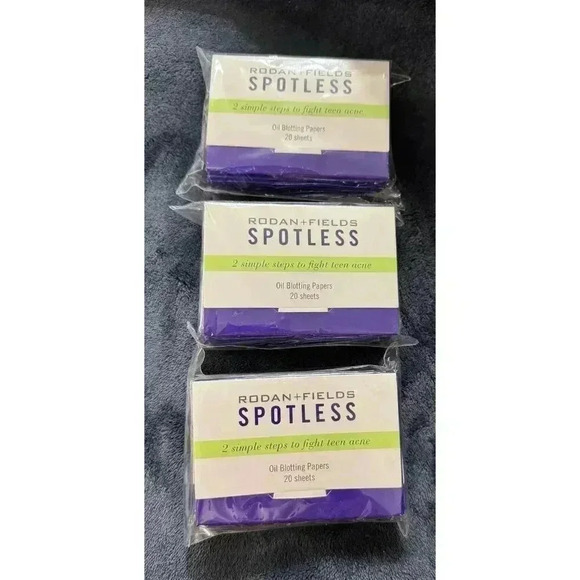 RODAN+FIELDS
SPOTLESS
2 simple steps to fight teen acne
Oil Blotting Papers
20 sheets
RODAN+FIELDS
SPOTLESS
2 simple steps to fight teen acne
Oil Blotting Papers
20 sheets
RODAN+FIELDS
SPOTLESS
2 simple steps to fight teen acne
Oil Blotting Papers
20 sheets